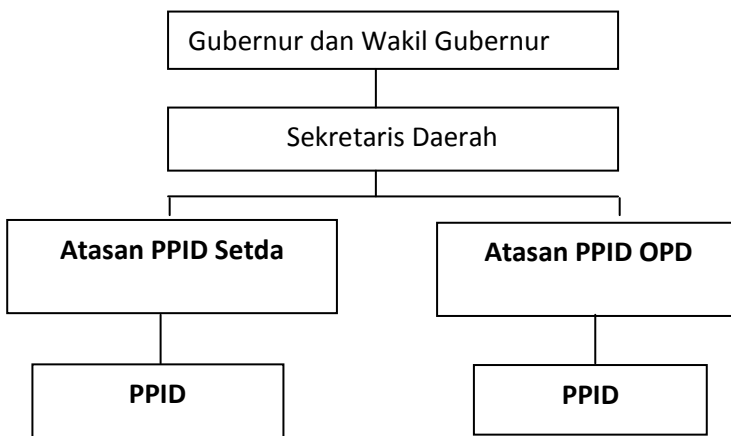 Gubernur dan Wakil Gubernur
Sekretaris Daerah
Atasan PPID Setda
Atasan PPID OPD
PPID
PPID